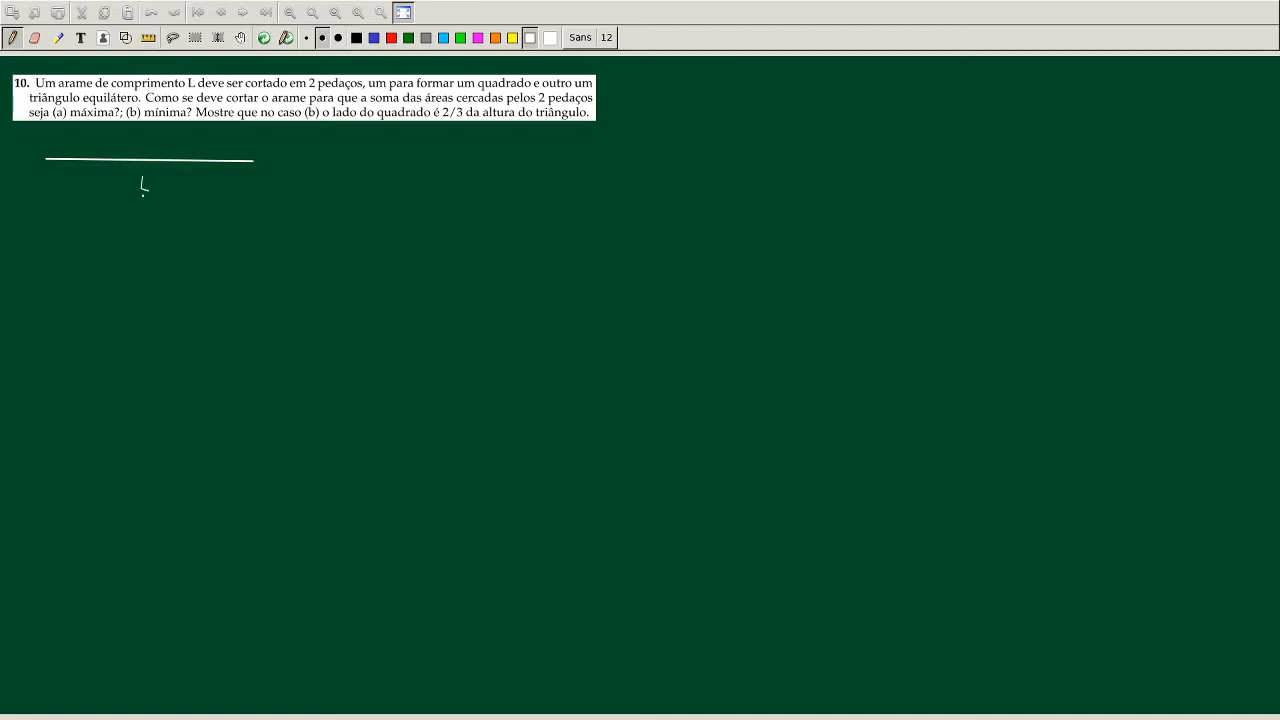 Sans 12
10. Um arame de comprimento L deve ser cortado em 2 pedaços, um para formar um quadrado e outro um
triângulo equilátero. Como se deve cortar o arame para que a soma das áreas cercadas pelos 2 pedaços
seja (a) máxima?; (b) mínima? Mostre que no caso (b) o lado do quadrado é 2/3 da altura do triângulo.
L